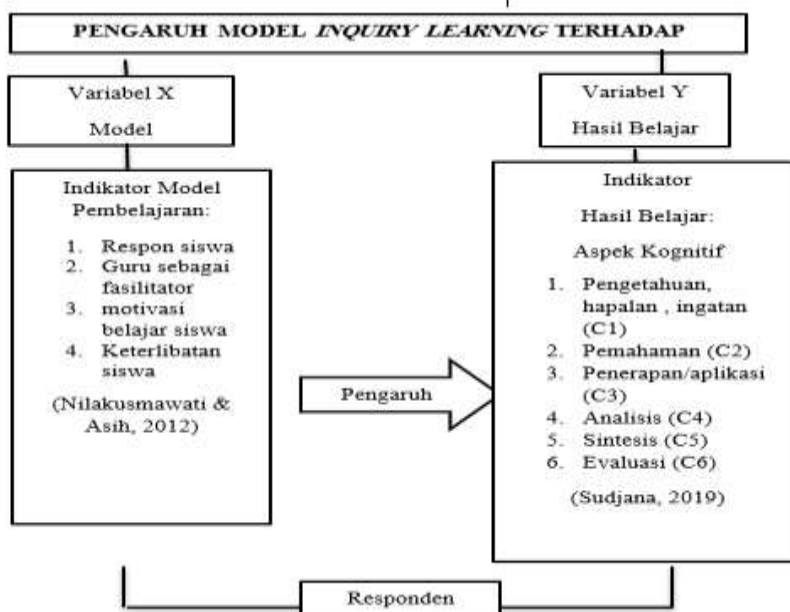 PENGARUH MODEL INQUIRY LEARNING TERHADAP
Variabel X
Model
Variabel Y
Hasil Belajar
Indikator Model
Pembelajaran:
1. Respon siswa
2. Guru sebagai
fasilitator
3. motivasi
belajar siswa
4. Keterlibatan
siswa
(Nilakusmawati &
Asih, 2012)
Pengaruh
Indikator
Hasil Belajar:
Aspek Kognitif
1. Pengetahuan,
hapalan , ingatan
(C1)
2. Pemahaman (C2)
3. Penerapan/aplikasi
(C3)
4. Analisis (C4)
5. Sintesis (C5)
6. Evaluasi (C6)
(Sudjana, 2019)
Responden